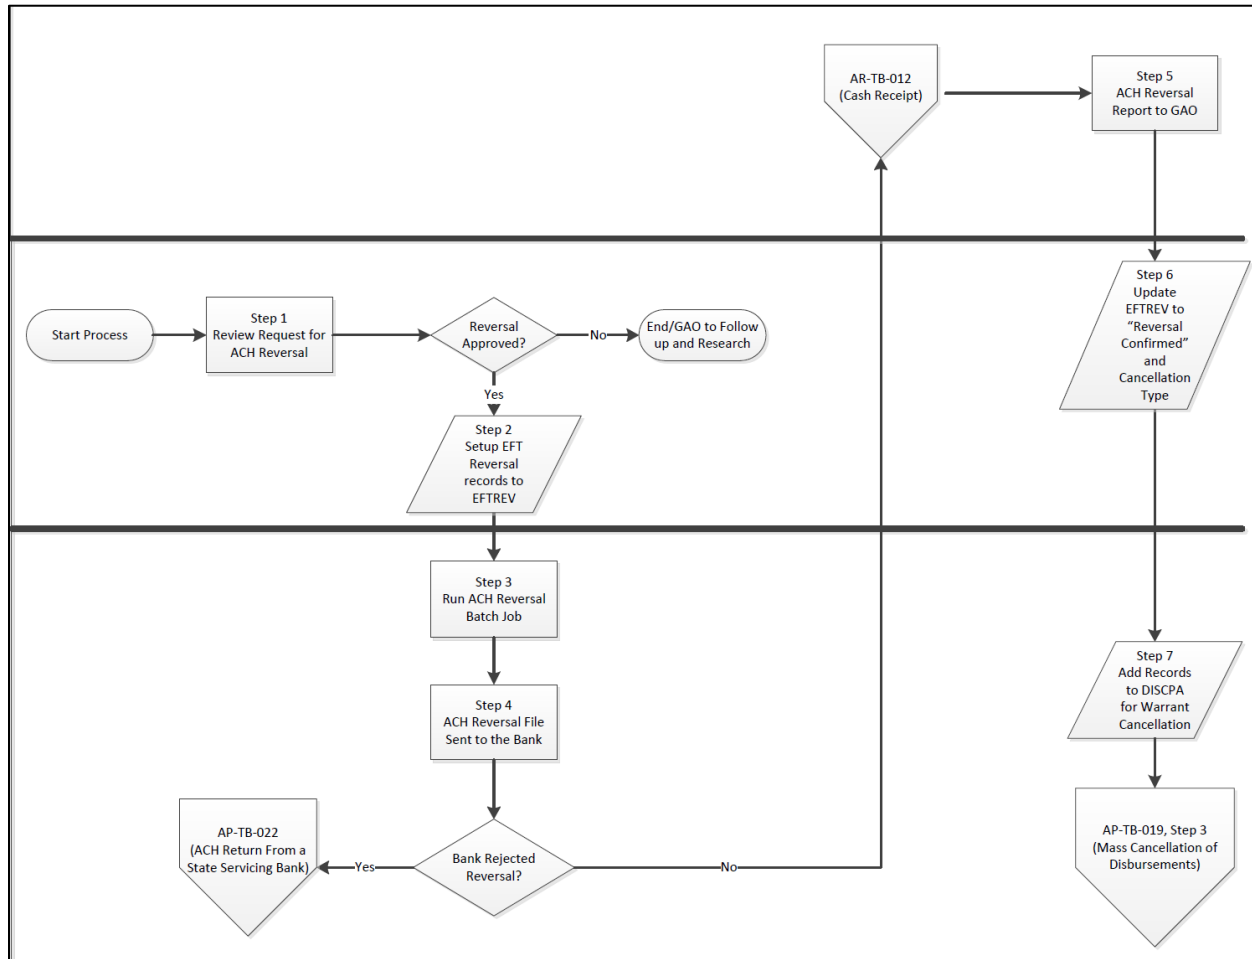 AR-TB-012
(Cash Receipt)
Step 5
ACH Reversal
Report to GAO
Start Process
Step 1
Review Request for
ACH Reversal
Reversal
Approved?
No
End/GAO to Follow
up and Research
Yes
Step 2
Setup EFT
Reversal
records to
EFTREV
Step 6
Update
EFTREV to
“Reversal
Confirmed”
and
Cancellation
Type
Step 3
Run ACH Reversal
Batch Job
Step 4
ACH Reversal File
Sent to the Bank
Step 7
Add Records
to DISCPA
for Warrant
Cancellation
AP-TB-022
(ACH Return From a
State Servicing Bank)
Yes
Bank Rejected
Reversal?
No
AP-TB-019, Step 3
(Mass Cancellation of
Disbursements)